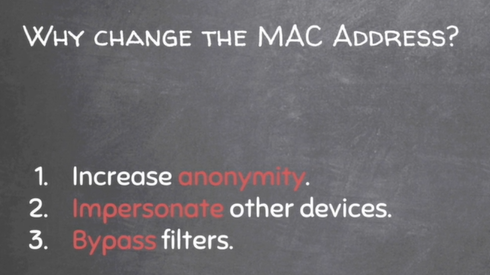 Why change the MAC Address?
1. Increase anonymity.
2. Impersonate other devices.
3. Bypass filters.